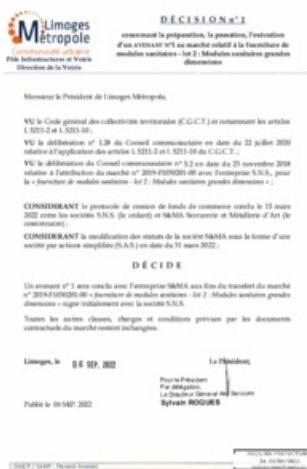 Limoges
Métropole
Communauté urbaine
Pôle Infrastructures et Voirie
Direction de la Voirie
DÉCISION n°1
concernant la préparation, la passation, l'exécution
d'un AVENANT N°1 au marché relatif à la fourniture de
modules sanitaires - lot 2 : Modules sanitaires grandes
dimensions
Monsieur le Président de Limoges Métropole,
VU le Code général des collectivités territoriales (C.G.C.T.) et notamment les articles
L 5211-2 et L 5211-10 ;
VU la délibération n° 1.28 du Conseil communautaire en date du 22 juillet 2020
relative à l'application des articles L 5211-2 et L 5211-10 du C.G.C.T. ;
VU la délibération du Conseil communautaire n° 5.2 en date du 23 novembre 2018
relative à l'attribution du marché n° 2019-F1050201-00 avec l'entreprise S.N.S., pour
la « fourniture de modules sanitaires - lot 2 : Modules sanitaires grandes dimensions » ;
CONSIDERANT le protocole de cession de fonds de commerce conclu le 15 mars
2022 entre les sociétés S.N.S. (le cédant) et S&MA Serrurerie et Métallerie d'Art (le
cessionnaire) ;
CONSIDERANT la modification des statuts de la société S&MA sous la forme d'une
société par actions simplifiée (S.A.S.) en date du 31 mars 2022 ;
DÉCIDE
Un avenant n° 1 sera conclu avec l'entreprise S&MA aux fins du transfert du marché
n° 2019-F1050201-00 « fourniture de modules sanitaires - lot 2 : Modules sanitaires grandes
dimensions » signé initialement avec la société S.N.S.
Toutes les autres clauses, charges et conditions prévues par les documents
contractuels du marché restent inchangées.
Limoges, le 06 SEP. 2022
Le Président,
Pour le Président
Par délégation,
Le Directeur Général des Services
Sylvain ROQUES
Publié le 06 SEP. 2022